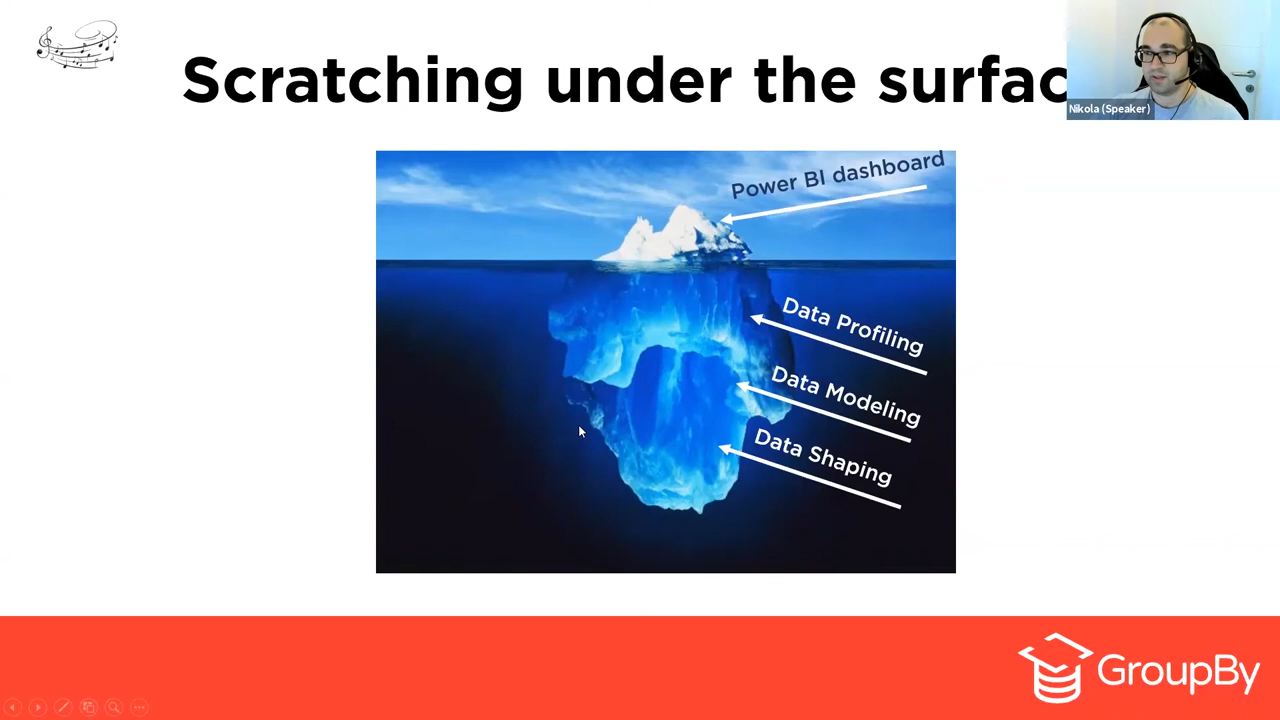 Scratching under the surfac
Nikola (Speaker)
Power BI dashboard
Data Profiling
Data Modeling
Data Shaping
GroupBy